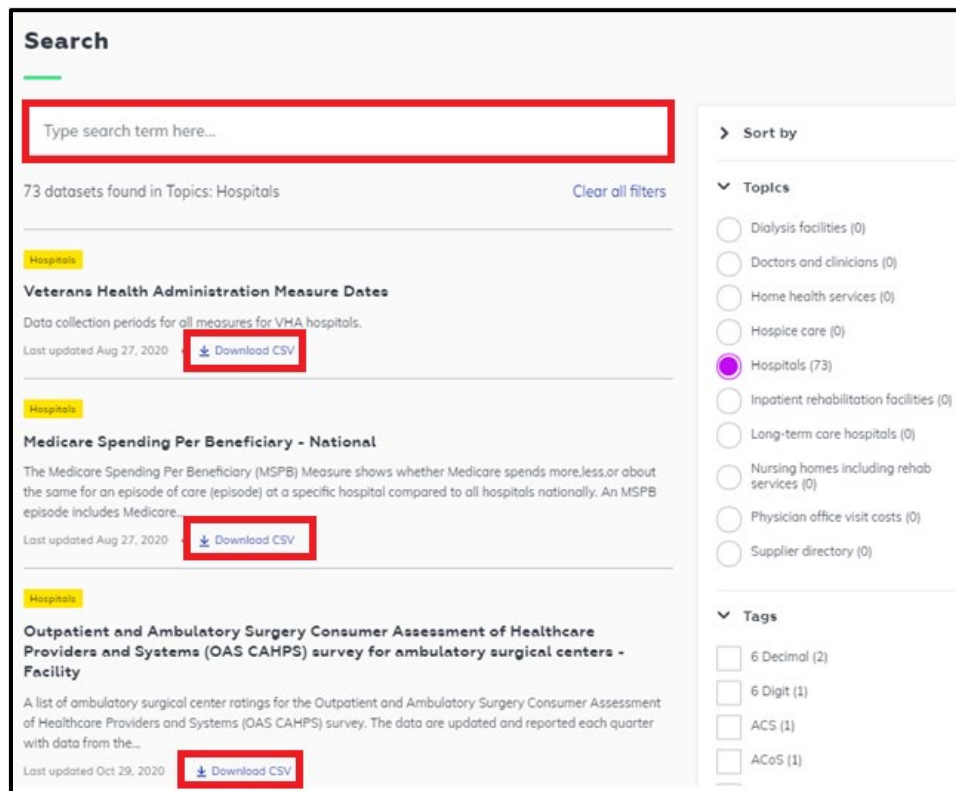 Search
Type search term here...
73 datasets found in Topics: Hospitals
Clear all filters
Hospitals
Veterans Health Administration Measure Dates
Data collection periods for all measures for VHA hospitals.
Last updated Aug 27, 2020
Download CSV
Hospitals
Medicare Spending Per Beneficiary - National
The Medicare Spending Per Beneficiary (MSPB) Measure shows whether Medicare spends more,less,or about
the same for an episode of care (episode) at a specific hospital compared to all hospitals nationally. An MSPB
episode includes Medicare...
Last updated Aug 27, 2020
Download CSV
Hospitals
Outpatient and Ambulatory Surgery Consumer Assessment of Healthcare
Providers and Systems (OAS CAHPS) survey for ambulatory surgical centers -
Facility
A list of ambulatory surgical center ratings for the Outpatient and Ambulatory Surgery Consumer Assessment
of Healthcare Providers and Systems (OAS CAHPS) survey. The data are updated and reported each quarter
with data from the...
Last updated Oct 29, 2020
Download CSV
Sort by
Topics
Dialysis facilities (0)
Doctors and clinicians (0)
Home health services (0)
Hospice care (0)
Hospitals (73)
Inpatient rehabilitation facilities (0)
Long-term care hospitals (0)
Nursing homes including rehab
services (0)
Physician office visit costs (0)
Supplier directory (0)
Tags
6 Decimal (2)
6 Digit (1)
ACS (1)
ACoS (1)